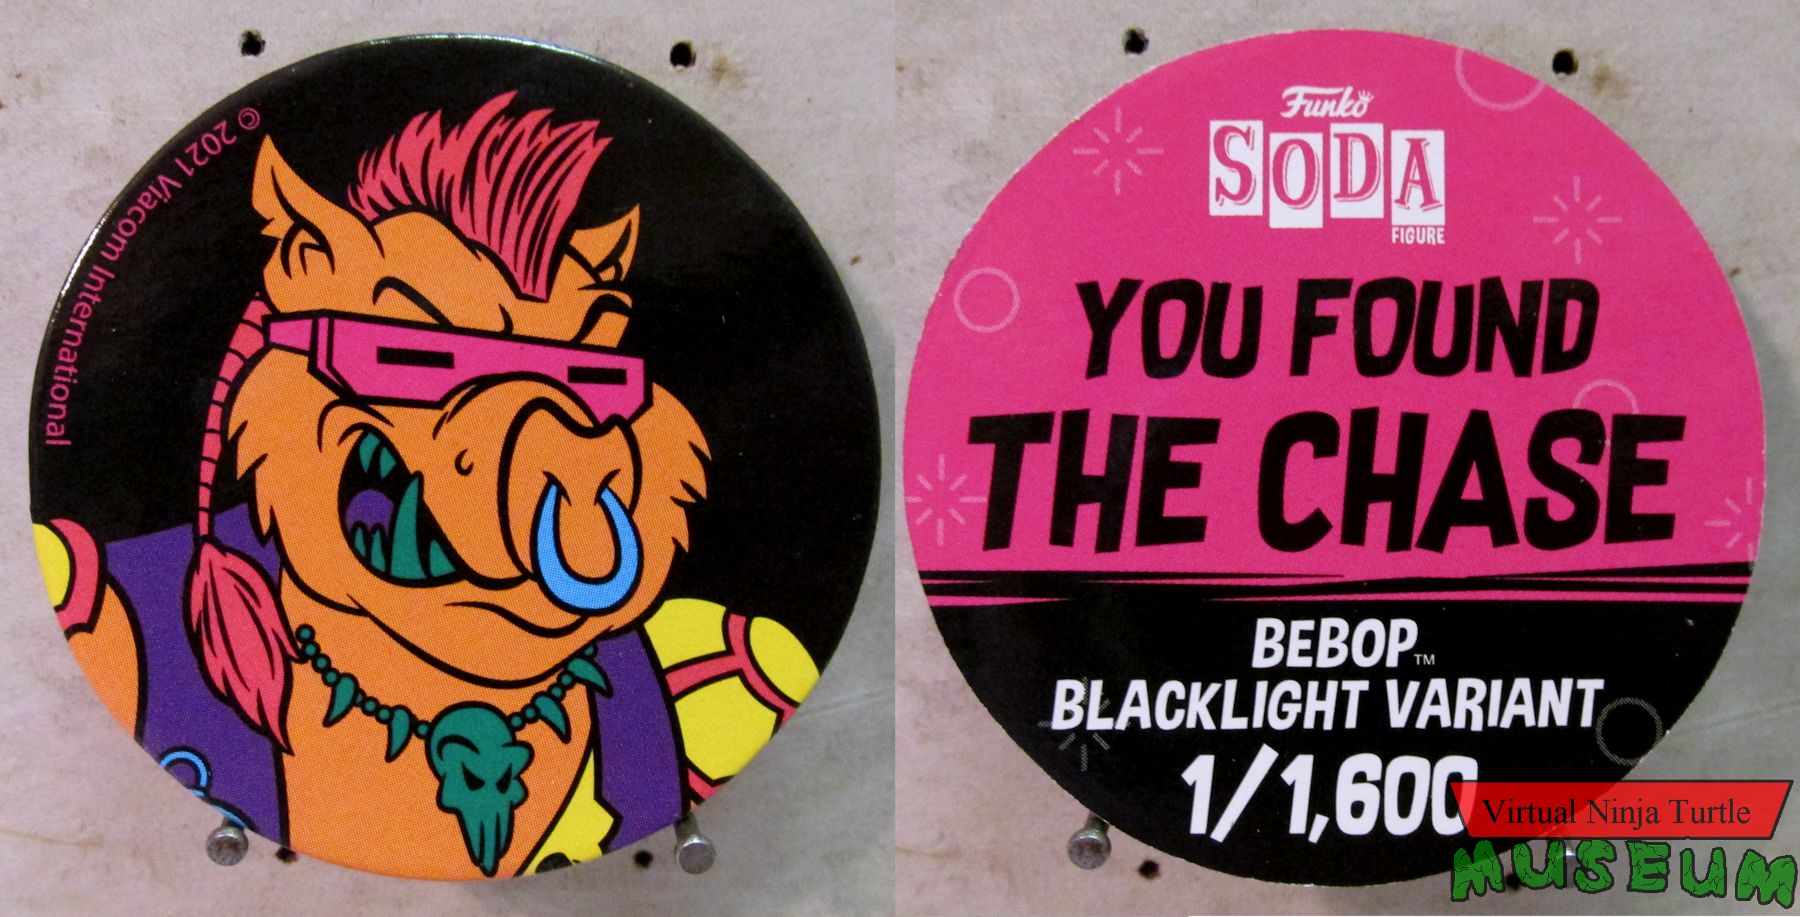 © 2021 Viacom International
Funko
SODA
FIGURE
YOU FOUND
THE CHASE
BEBOP™
BLACKLIGHT VARIANT
1/1,600
Virtual Ninja Turtle
MUSEUM